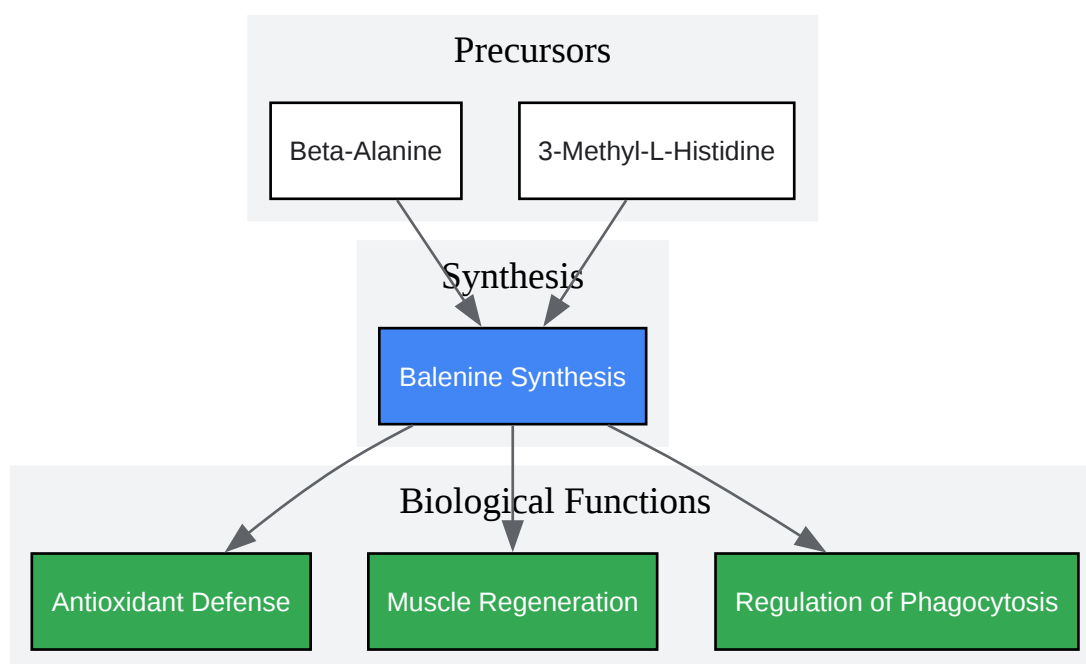 Precursors
Beta-Alanine
3-Methyl-L-Histidine
Synthesis
Balenine Synthesis
Biological Functions
Antioxidant Defense
Muscle Regeneration
Regulation of Phagocytosis